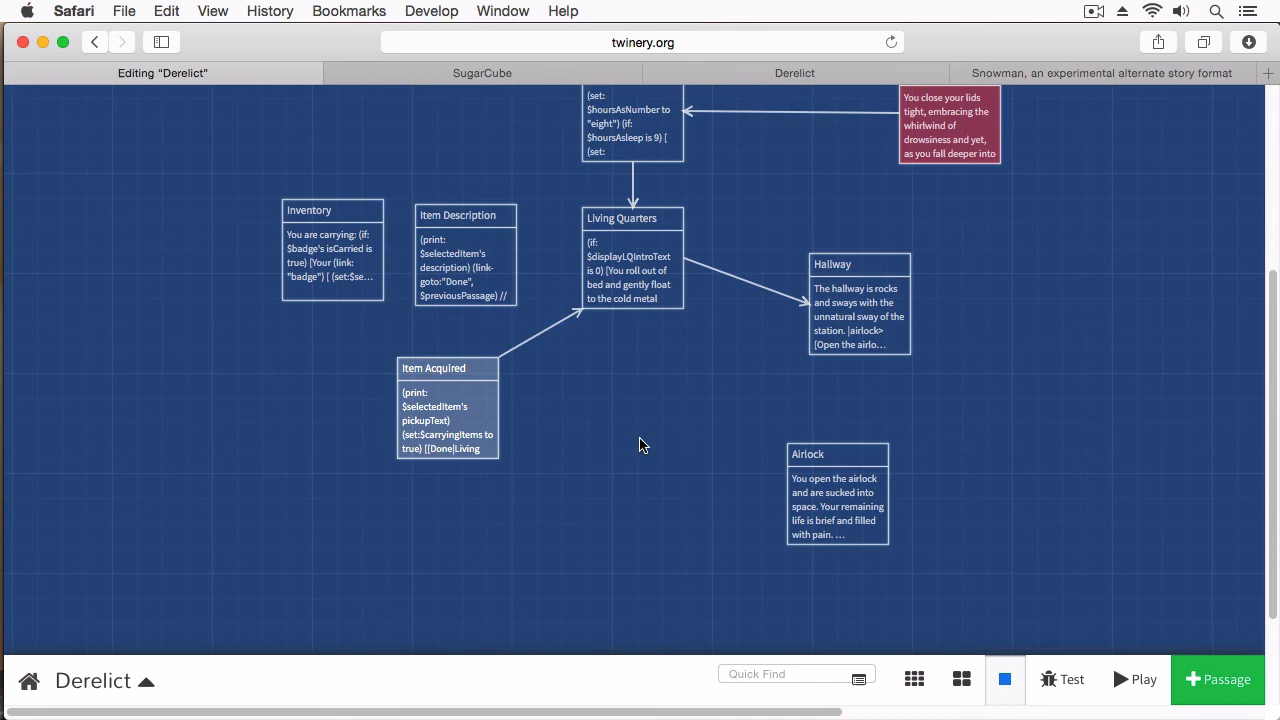 Safari File Edit View History Bookmarks Develop Window Help
twinery.org
Editing “Derelict” SugarCube Derelict Snowman, an experimental alternate story format
(set:
$hoursAsNumber to
"eight") (if:
$hoursAsleep is 9) [
(set:
You close your lids
tight, embracing the
whirlwind of
drowsiness and yet,
as you fall deeper into
Inventory
You are carrying: (if:
$badge's isCarried is
true) [Your (link:
"badge") [ (set:$se...
Item Description
(print:
$selectedItem's
description) (link-
goto:"Done",
$previousPassage) //
Living Quarters
(if:
$displayLQIntroText
is 0) [You roll out of
bed and gently float
to the cold metal
Hallway
The hallway is rocks
and sways with the
unnatural sway of the
station. |airlock>
[Open the airlo...
Item Acquired
(print:
$selectedItem's
pickupText)
(set:$carryingItems to
true) [[Done|Living
Airlock
You open the airlock
and are sucked into
space. Your remaining
life is brief and filled
with pain. ...
Derelict Quick Find Test Play + Passage